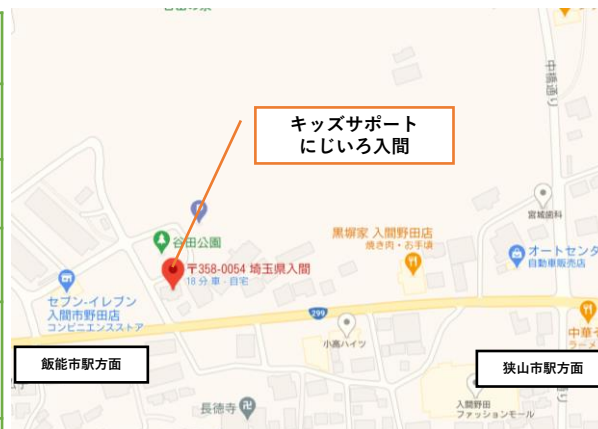 中橋通り
キッズサポート
にじいろ入間
宮城歯科
黒塀家 入間野田店
焼き肉・お手頃
谷田公園
オートセンタ
自動車販売店
〒358-0054 埼玉県入間
18 分 車 - 自宅
セブン-イレブン
入間市野田店
コンビニエンスストア
299
小高ハイツ
中華そ
ラーメ
飯能市駅方面
狭山市駅方面
長徳寺
入間野田
ファッションモール